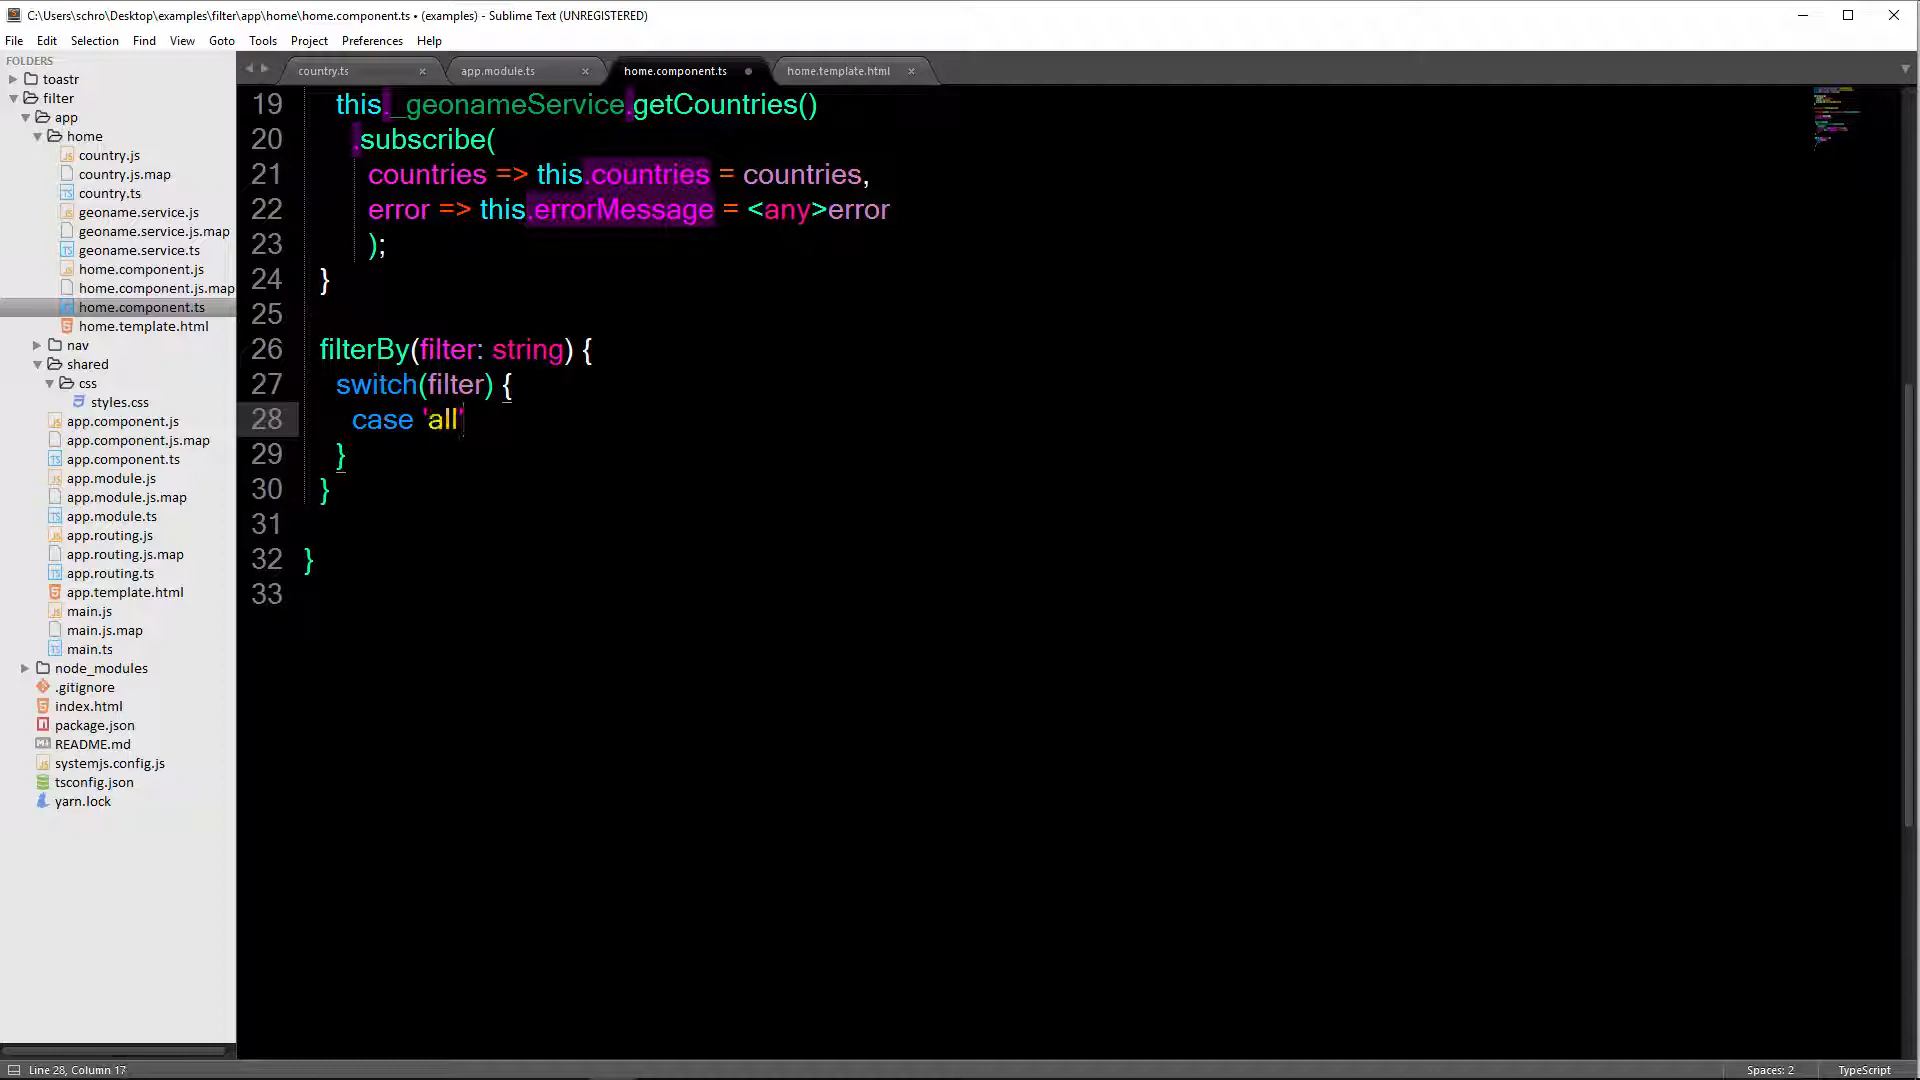 C:\Users\schro\Desktop\examples\filter\app\home\home.component.ts • (examples) - Sublime Text (UNREGISTERED)
File Edit Selection Find View Goto Tools Project Preferences Help
FOLDERS
toastr
filter
app
home
country.js
country.js.map
country.ts
geoname.service.js
geoname.service.js.map
geoname.service.ts
home.component.js
home.component.js.map
home.component.ts
home.template.html
nav
shared
css
styles.css
app.component.js
app.component.js.map
app.component.ts
app.module.js
app.module.js.map
app.module.ts
app.routing.js
app.routing.js.map
app.routing.ts
app.template.html
main.js
main.js.map
main.ts
node_modules
.gitignore
index.html
package.json
README.md
systemjs.config.js
tsconfig.json
yarn.lock
country.ts app.module.ts home.component.ts home.template.html
19 this._geonameService.getCountries()
20 .subscribe(
21 countries => this.countries = countries,
22 error => this.errorMessage = <any>error
23 );
24 }
25
26 filterBy(filter: string) {
27 switch(filter) {
28 case 'all'
29 }
30 }
31
32 }
33
Line 28, Column 17 Spaces: 2 TypeScript